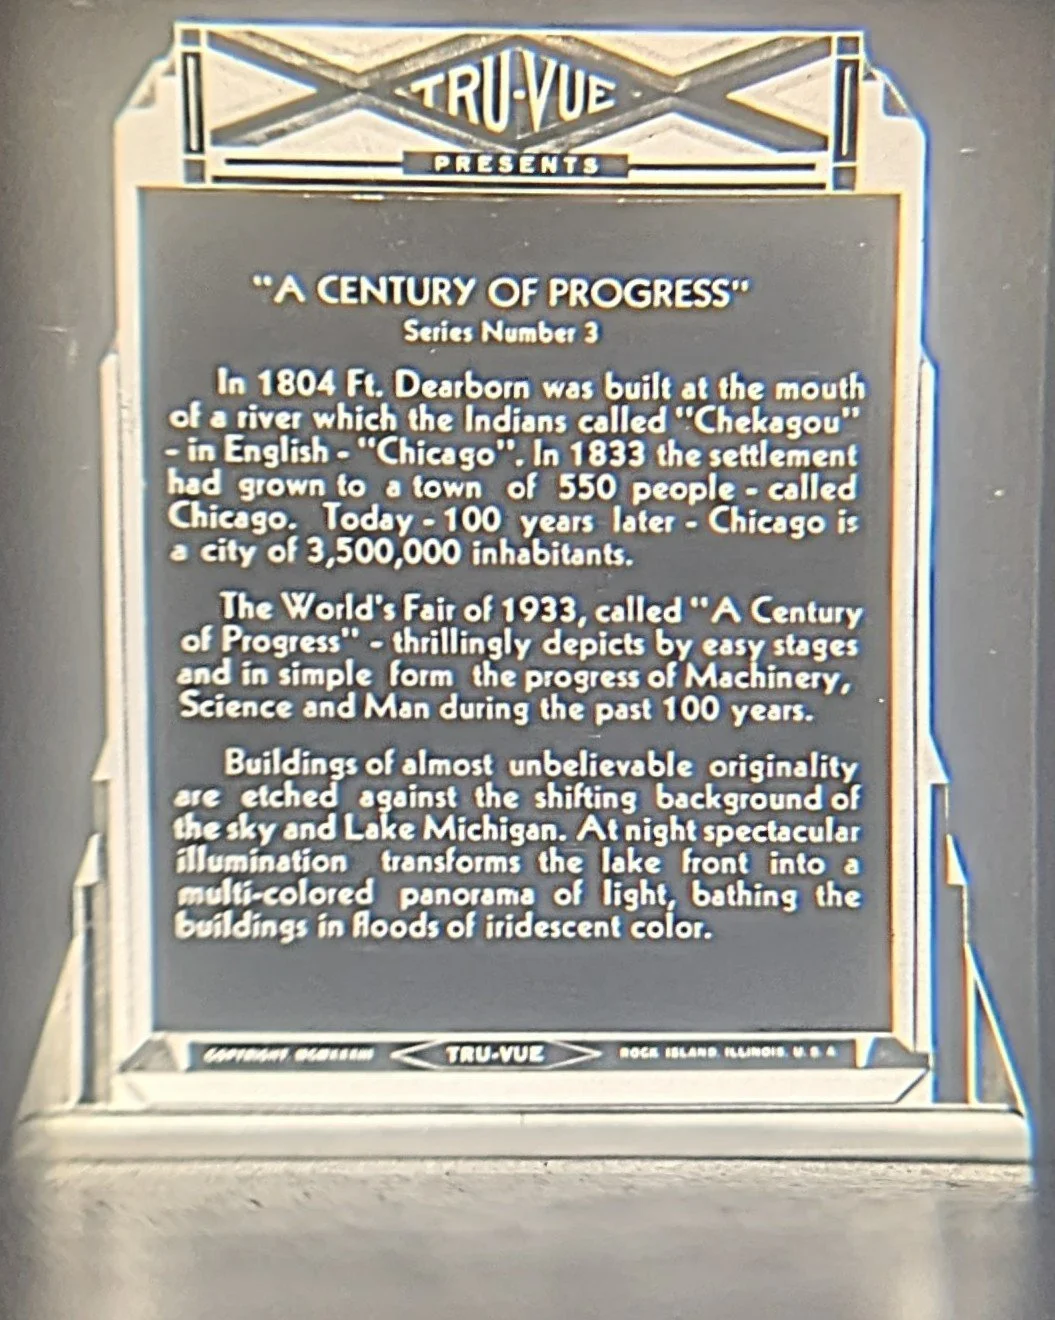 TRU-VUE
PRESENTS
"A CENTURY OF PROGRESS"
Series Number 3
In 1804 Ft. Dearborn was built at the mouth
of a river which the Indians called "Chekagou"
- in English - "Chicago". In 1833 the settlement
had grown to a town of 550 people - called
Chicago. Today - 100 years later - Chicago is
a city of 3,500,000 inhabitants.
The World's Fair of 1933, called "A Century
of Progress" - thrillingly depicts by easy stages
and in simple form the progress of Machinery,
Science and Man during the past 100 years.
Buildings of almost unbelievable originality
are etched against the shifting background of
the sky and Lake Michigan. At night spectacular
illumination transforms the lake front into a
multi-colored panorama of light, bathing the
buildings in floods of iridescent color.
COPYRIGHT MCMXXXIII TRU-VUE ROCK ISLAND, ILLINOIS, U. S. A.